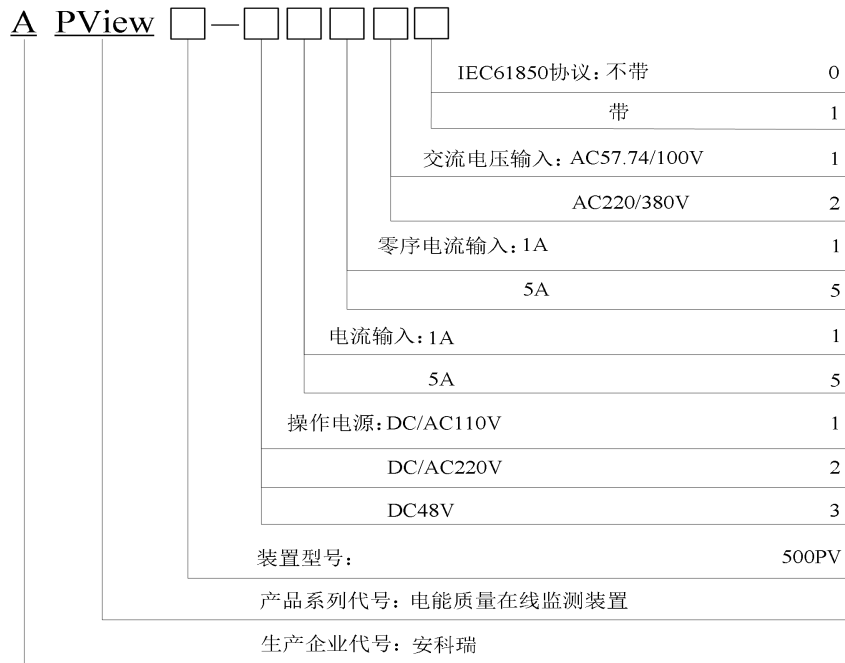 A PView □—□□□□□
IEC61850协议：不带 0
带 1
交流电压输入：AC57.74/100V 1
AC220/380V 2
零序电流输入：1A 1
5A 5
电流输入：1A 1
5A 5
操作电源：DC/AC110V 1
DC/AC220V 2
DC48V 3
装置型号： 500PV
产品系列代号：电能质量在线监测装置
生产企业代号：安科瑞